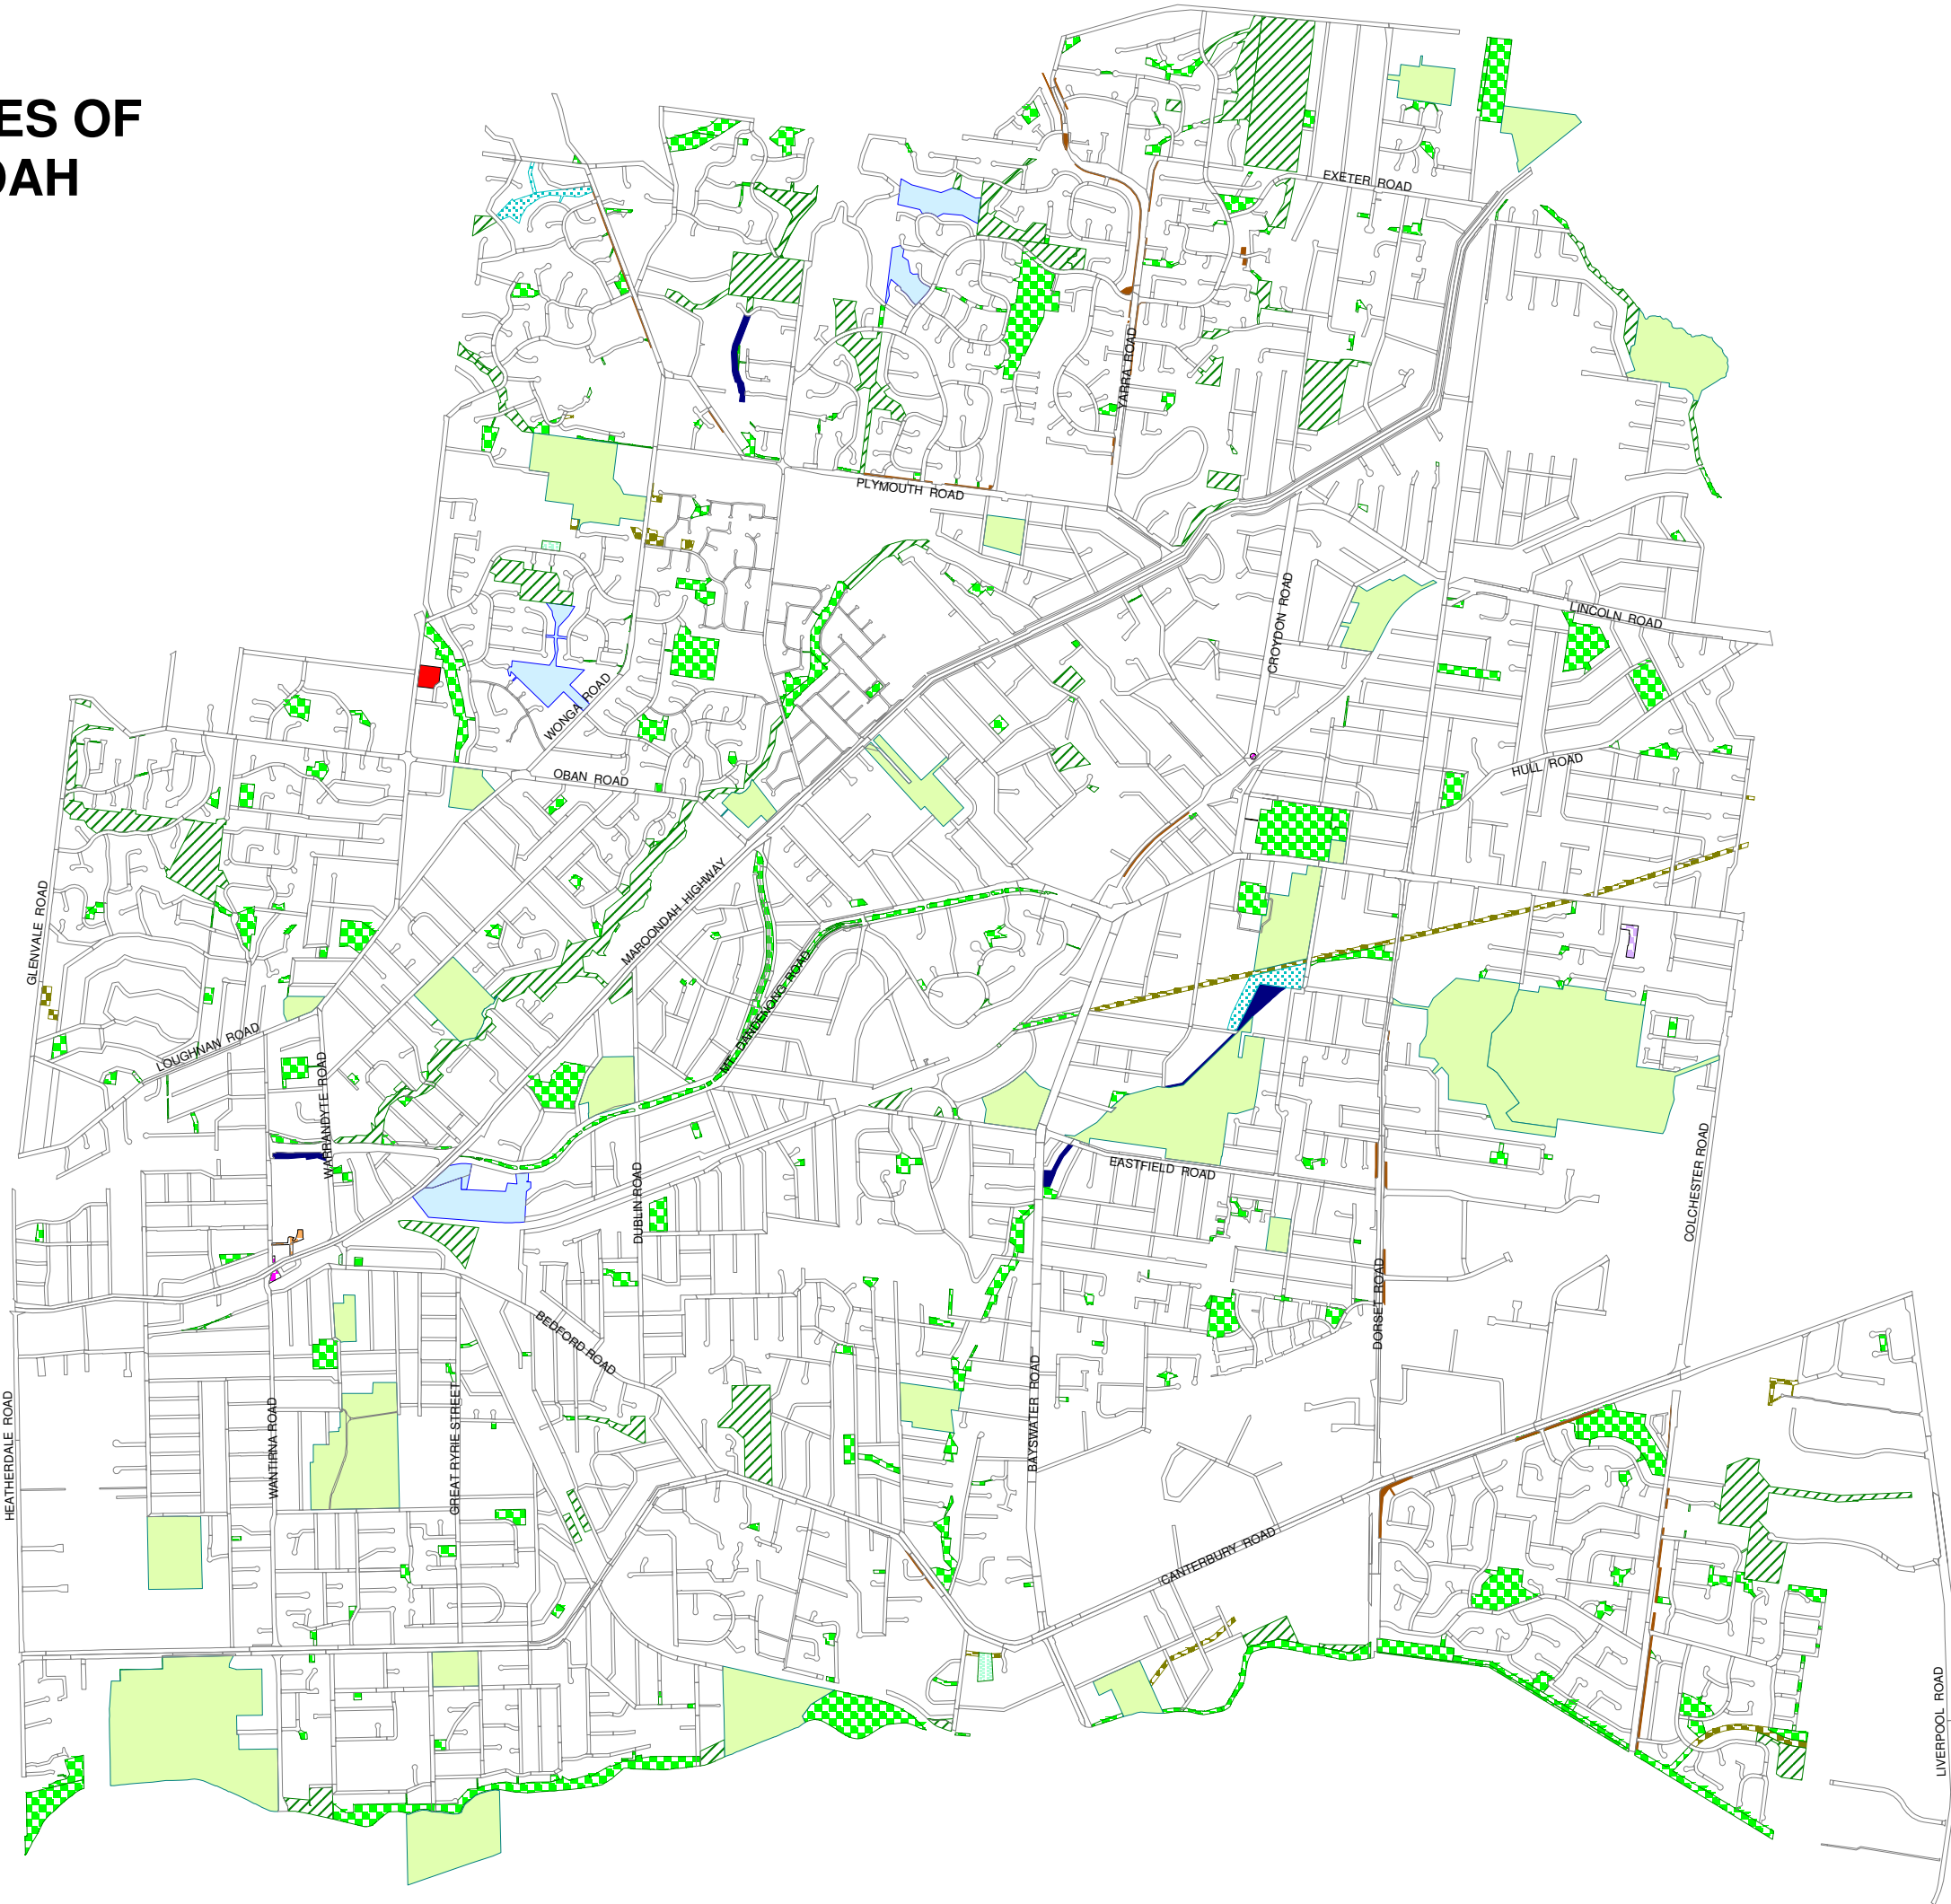 ES OF
DAH
EXETER ROAD
YARRA ROAD
PLYMOUTH ROAD
CROYDON ROAD
LINCOLN ROAD
WONGA ROAD
OBAN ROAD
HULL ROAD
MAROONDAH HIGHWAY
GLENVALE ROAD
MT. DANDENONG ROAD
LOUGHNAN ROAD
WARRANDYTE ROAD
EASTFIELD ROAD
COLCHESTER ROAD
DUBLIN ROAD
DORSET ROAD
BEDFORD ROAD
BAYSWATER ROAD
HEATHERDALE ROAD
WANTIRNA ROAD
GREAT RYRIE STREET
CANTERBURY ROAD
LIVERPOOL ROAD